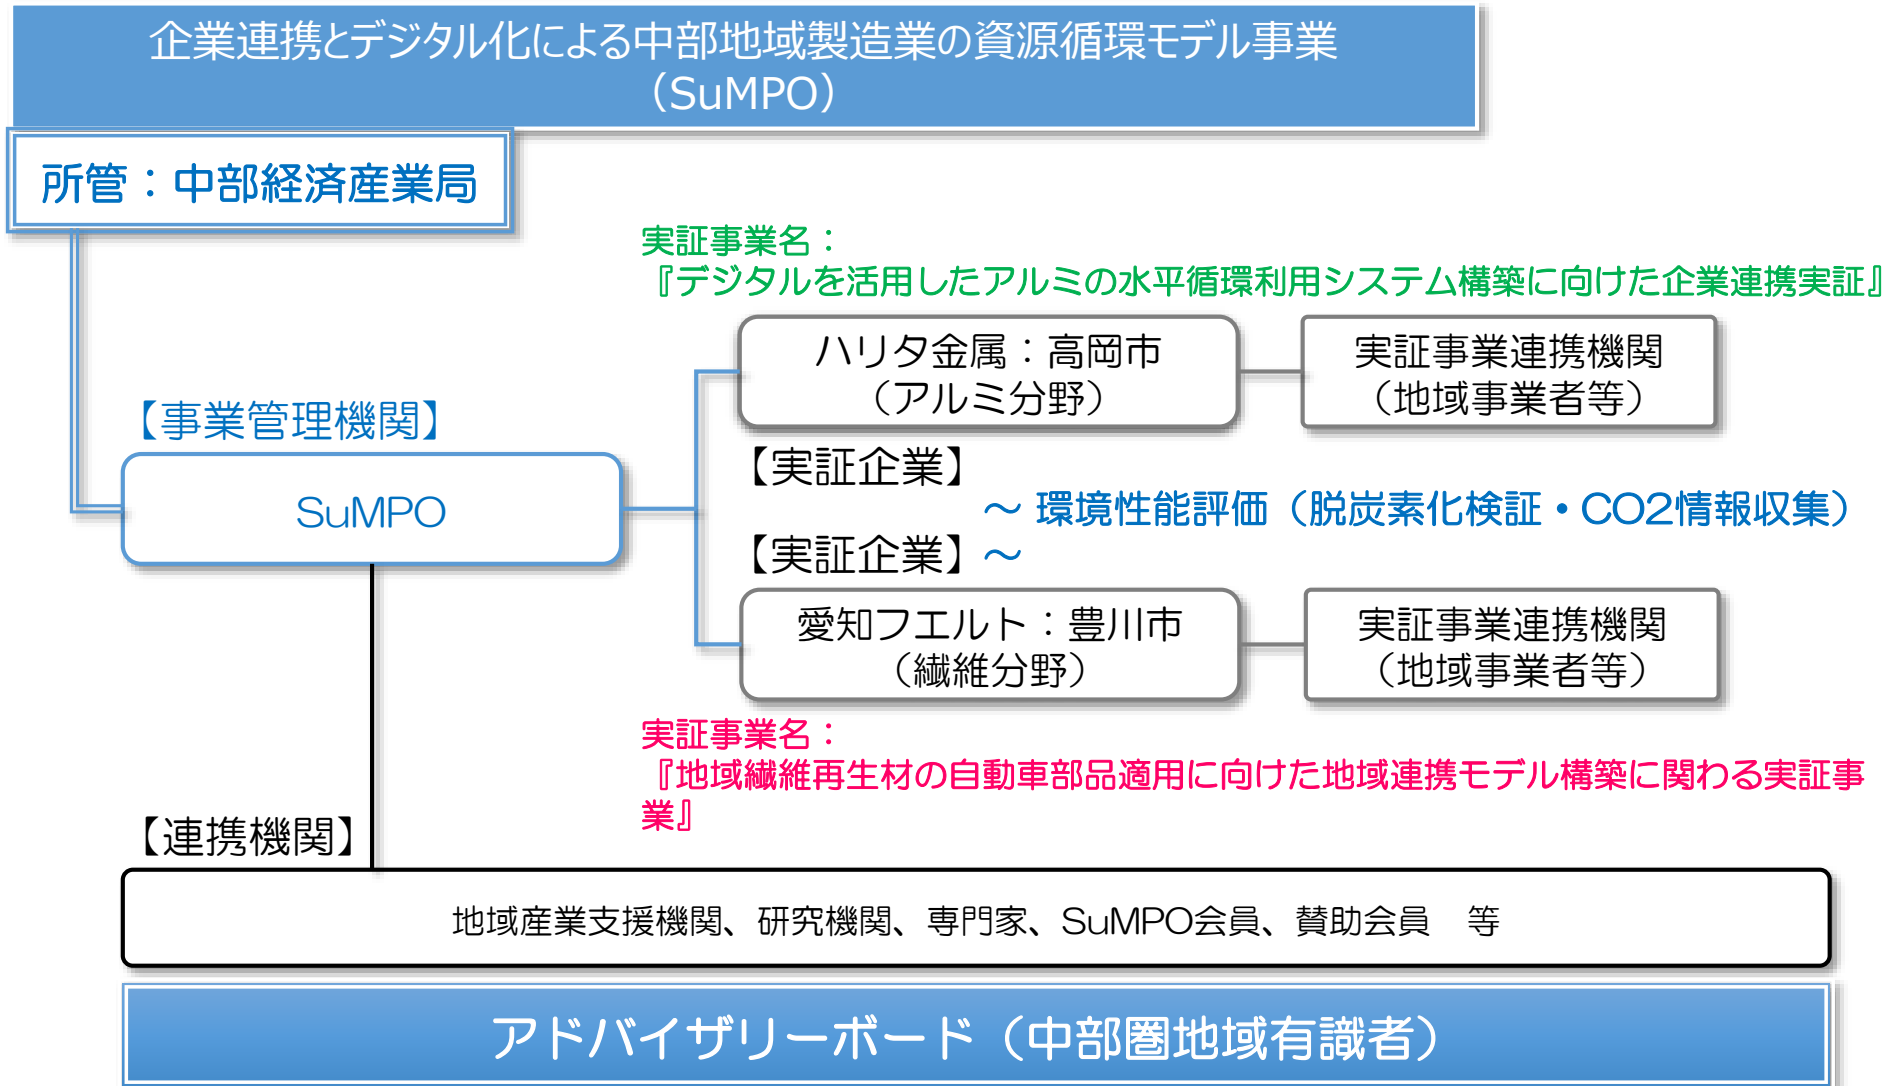 企業連携とデジタル化による中部地域製造業の資源循環モデル事業
（SuMPO）
所管：中部経済産業局
実証事業名：
『デジタルを活用したアルミの水平循環利用システム構築に向けた企業連携実証』
ハリタ金属：高岡市
（アルミ分野）
実証事業連携機関
（地域事業者等）
【事業管理機関】
SuMPO
【実証企業】
～ 環境性能評価（脱炭素化検証・CO2情報収集）
【実証企業】 ～
愛知フエルト：豊川市
（繊維分野）
実証事業連携機関
（地域事業者等）
実証事業名：
『地域繊維再生材の自動車部品適用に向けた地域連携モデル構築に関わる実証事
業』
【連携機関】
地域産業支援機関、研究機関、専門家、SuMPO会員、賛助会員　等
アドバイザリーボード（中部圏地域有識者）